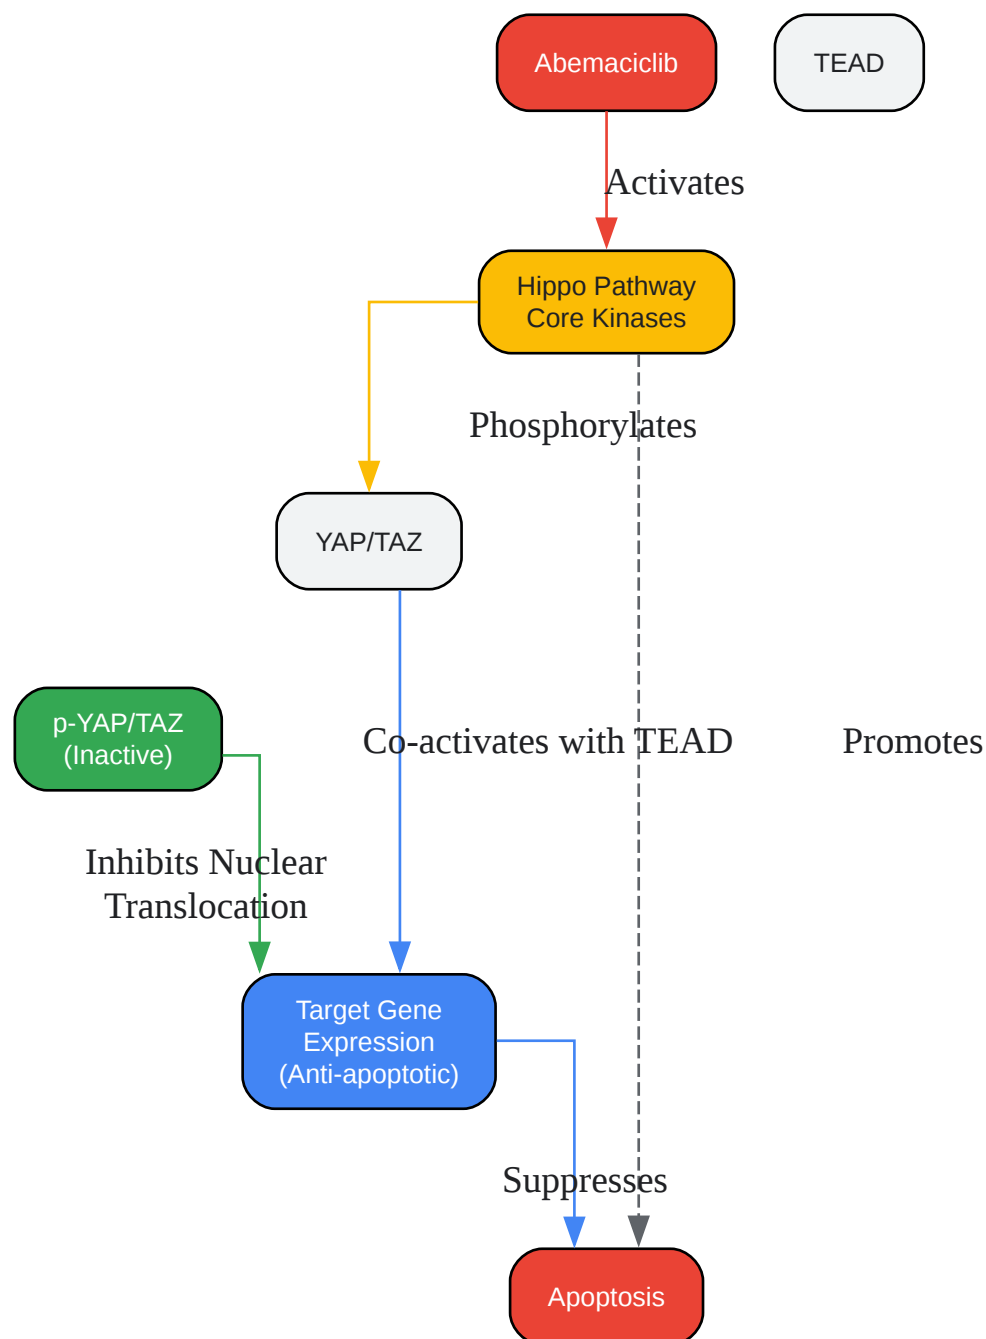 Abemaciclib
TEAD
Activates
Hippo Pathway
Core Kinases
Phosphorylates
YAP/TAZ
p-YAP/TAZ
(Inactive)
Co-activates with TEAD
Promotes
Inhibits Nuclear
Translocation
Target Gene
Expression
(Anti-apoptotic)
Suppresses
Apoptosis